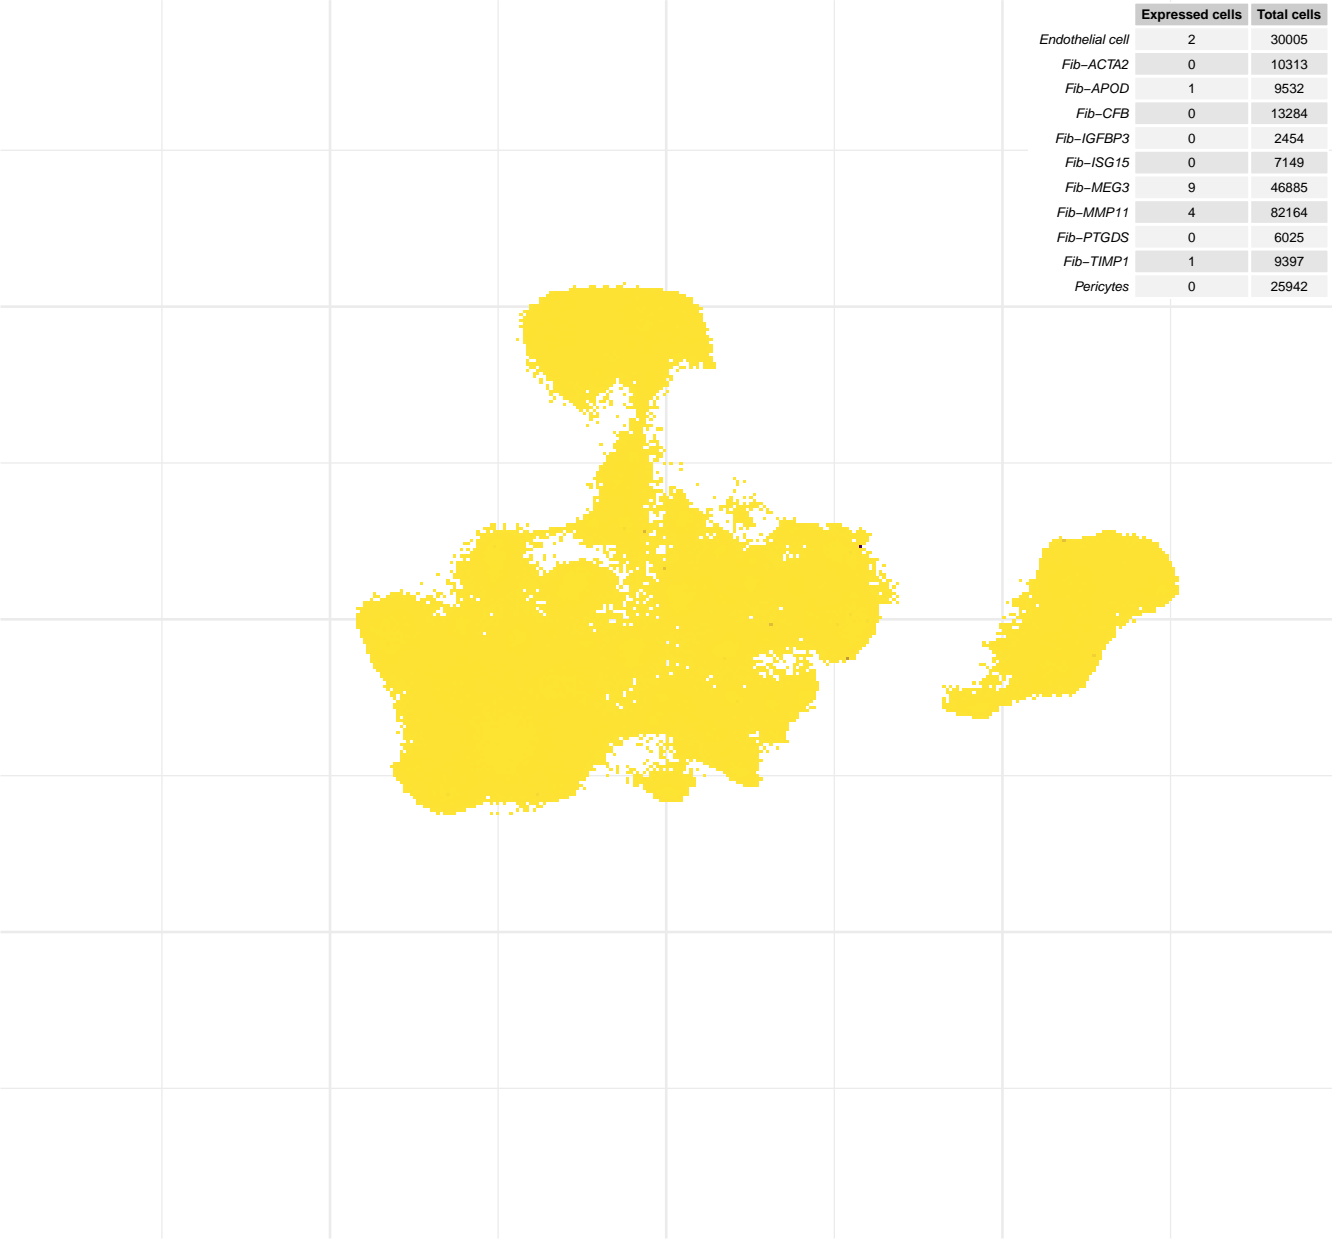 Expressed cells Total cells
Endothelial cell 2 30005
Fib−ACTA2 0 10313
Fib−APOD 1 9532
Fib−CFB 0 13284
Fib−IGFBP3 0 2454
Fib−ISG15 0 7149
Fib−MEG3 9 46885
Fib−MMP11 4 82164
Fib−PTGDS 0 6025
Fib−TIMP1 1 9397
Pericytes 0 25942